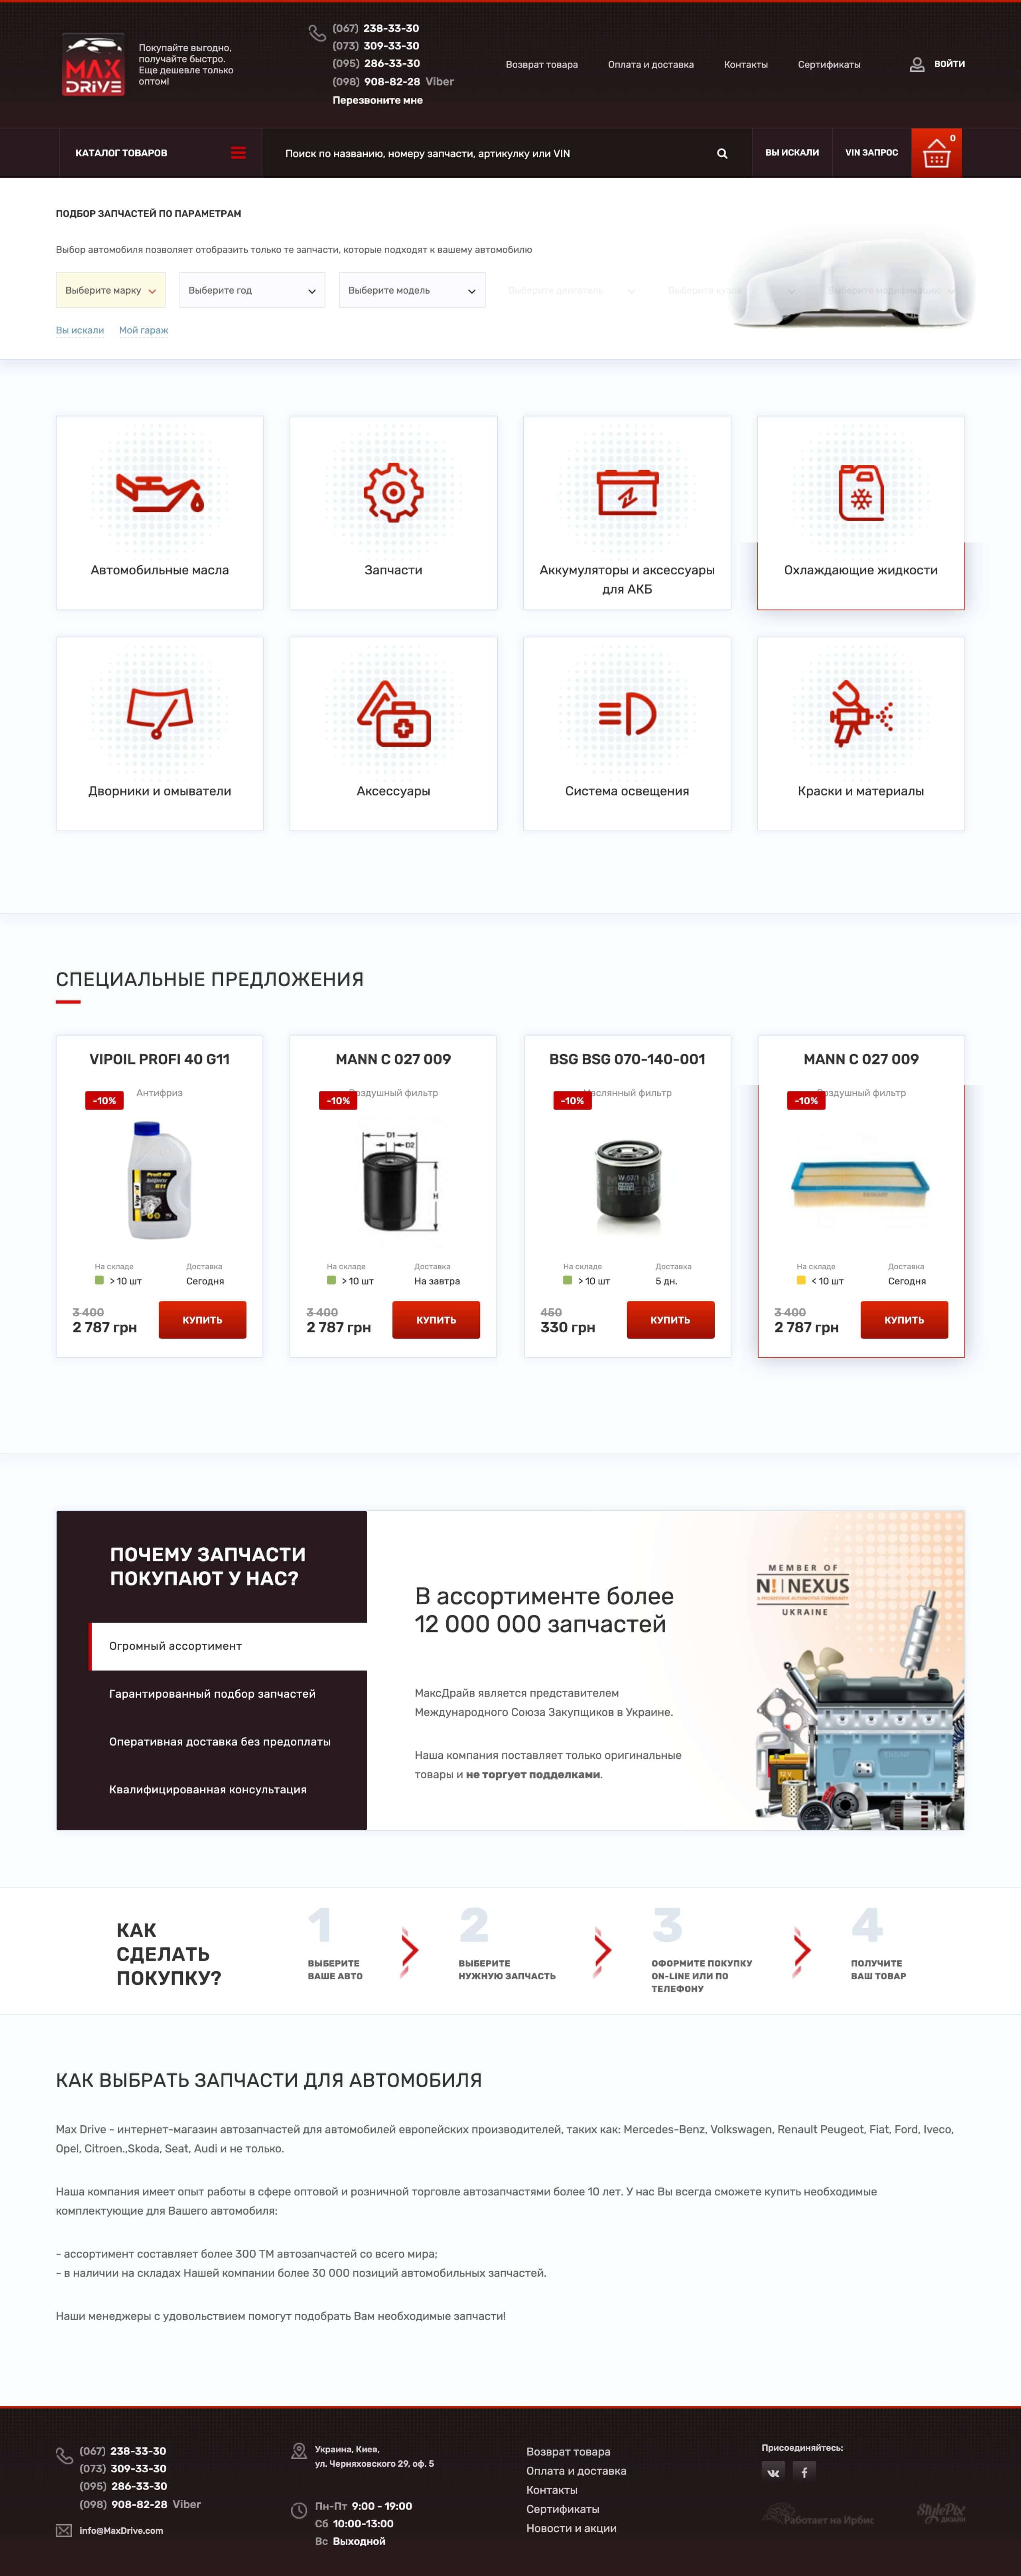 MAX
DRIVE
Покупайте выгодно,
получайте быстро.
Еще дешевле только
оптом!
(067) 238-33-30
(073) 309-33-30
(095) 286-33-30
(098) 908-82-28 Viber
Перезвоните мне
Возврат товара
Оплата и доставка
Контакты
Сертификаты
ВОЙТИ
КАТАЛОГ ТОВАРОВ
Поиск по названию, номеру запчасти, артикулку или VIN
ВЫ ИСКАЛИ
VIN ЗАПРОС
0
ПОДБОР ЗАПЧАСТЕЙ ПО ПАРАМЕТРАМ
Выбор автомобиля позволяет отобразить только те запчасти, которые подходят к вашему автомобилю
Выберите марку
Выберите год
Выберите модель
Выберите двигатель
Выберите кузов
Выберите модификацию
Вы искали
Мой гараж
Автомобильные масла
Запчасти
Аккумуляторы и аксессуары
для АКБ
Охлаждающие жидкости
Дворники и омыватели
Аксессуары
Система освещения
Краски и материалы
СПЕЦИАЛЬНЫЕ ПРЕДЛОЖЕНИЯ
VIPOIL PROFI 40 G11
Антифриз
-10%
На складе
Доставка
> 10 шт
Сегодня
3 400
2 787 грн
КУПИТЬ
MANN C 027 009
Воздушный фильтр
-10%
D1
D2
H
На складе
Доставка
> 10 шт
На завтра
3 400
2 787 грн
КУПИТЬ
BSG BSG 070-140-001
Маслянный фильтр
-10%
На складе
Доставка
> 10 шт
5 дн.
450
330 грн
КУПИТЬ
MANN C 027 009
Воздушный фильтр
-10%
На складе
Доставка
< 10 шт
Сегодня
3 400
2 787 грн
КУПИТЬ
ПОЧЕМУ ЗАПЧАСТИ
ПОКУПАЮТ У НАС?
Огромный ассортимент
Гарантированный подбор запчастей
Оперативная доставка без предоплаты
Квалифицированная консультация
В ассортименте более
12 000 000 запчастей
МаксДрайв является представителем
Международного Союза Закупщиков в Украине.
Наша компания поставляет только оригинальные
товары и не торгует подделками.
MEMBER OF
N!NEXUS
A PROGRESSIVE AUTOMOTIVE COMMUNITY
UKRAINE
КАК
СДЕЛАТЬ
ПОКУПКУ?
1
ВЫБЕРИТЕ
ВАШЕ АВТО
2
ВЫБЕРИТЕ
НУЖНУЮ ЗАПЧАСТЬ
3
ОФОРМИТЕ ПОКУПКУ
ON-LINE ИЛИ ПО
ТЕЛЕФОНУ
4
ПОЛУЧИТЕ
ВАШ ТОВАР
КАК ВЫБРАТЬ ЗАПЧАСТИ ДЛЯ АВТОМОБИЛЯ
Max Drive - интернет-магазин автозапчастей для автомобилей европейских производителей, таких как: Mercedes-Benz, Volkswagen, Renault Peugeot, Fiat, Ford, Iveco,
Opel, Citroen.,Skoda, Seat, Audi и не только.
Наша компания имеет опыт работы в сфере оптовой и розничной торговле автозапчастями более 10 лет. У нас Вы всегда сможете купить необходимые
комплектующие для Вашего автомобиля:
- ассортимент составляет более 300 ТМ автозапчастей со всего мира;
- в наличии на складах Нашей компании более 30 000 позиций автомобильных запчастей.
Наши менеджеры с удовольствием помогут подобрать Вам необходимые запчасти!
(067) 238-33-30
(073) 309-33-30
(095) 286-33-30
(098) 908-82-28 Viber
info@MaxDrive.com
Украина, Киев,
ул. Черняховского 29, оф. 5
Пн-Пт 9:00 - 19:00
Сб 10:00-13:00
Вс Выходной
Возврат товара
Оплата и доставка
Контакты
Сертификаты
Новости и акции
Присоединяйтесь:
Работает на Ирбис
StylePix
ДИЗАЙН